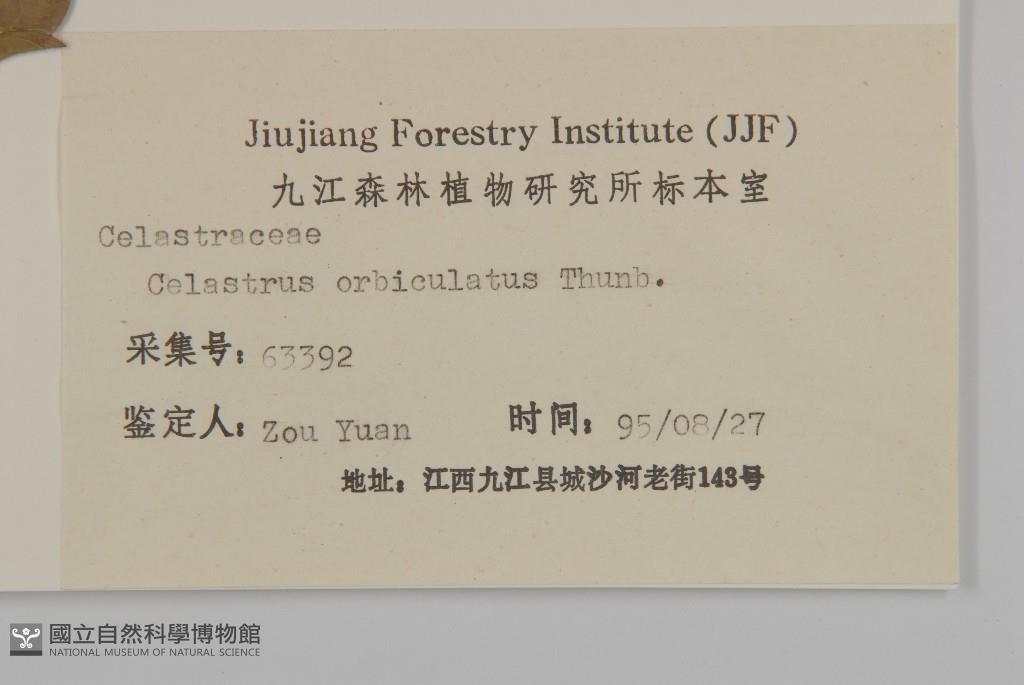 Jiujiang Forestry Institute (JJF)
九江森林植物研究所标本室
Celastraceae
Celastrus orbiculatus Thunb.
采集号: 63392
鉴定人: Zou Yuan 时间: 95/08/27
地址: 江西九江县城沙河老街143号
國立自然科學博物館
NATIONAL MUSEUM OF NATURAL SCIENCE